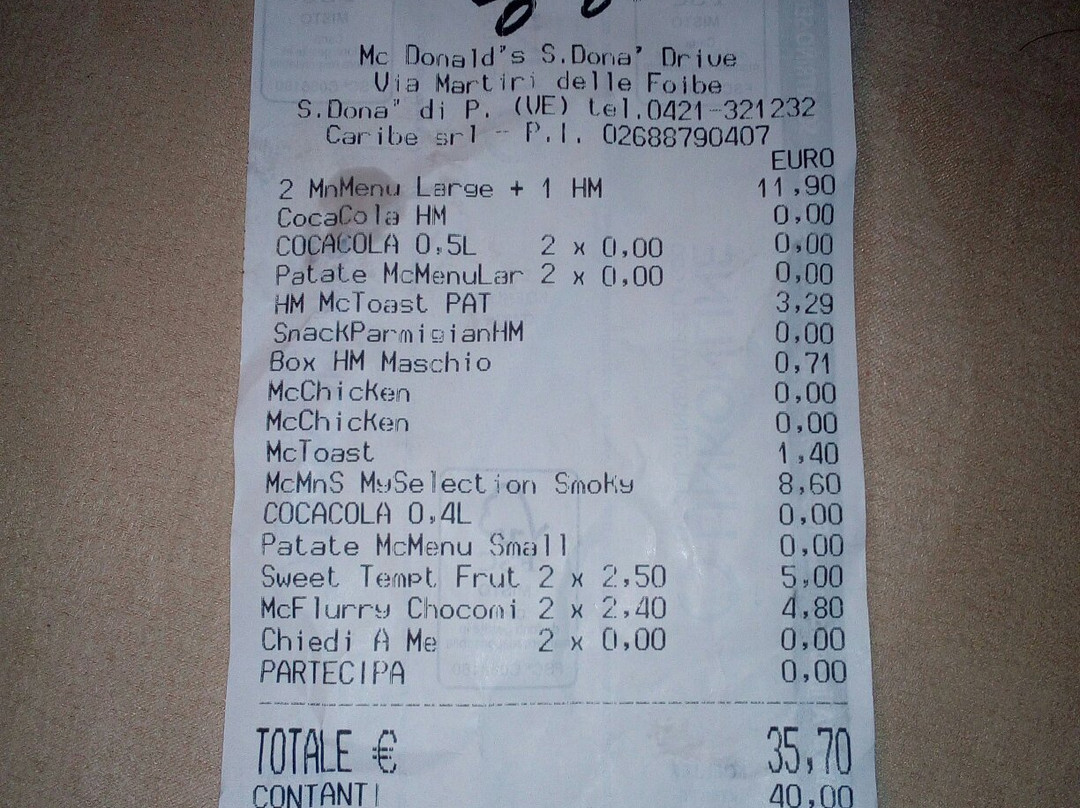 Mc Donald's S.Dona' Drive
Via Martiri delle Foibe
S.Dona" di P. (VE) tel.0421-321232
Caribe srl - P.I. 02688790407
EURO
2 MnMenu Large + 1 HM 11,90
CocaCola HM 0,00
COCACOLA 0,5L 2 x 0,00 0,00
Patate McMenuLar 2 x 0,00 0,00
HM McToast PAT 3,29
SnackParmigianHM 0,00
Box HM Maschio 0,71
McChicken 0,00
McChicken 0,00
McToast 1,40
McMnS MySelection Smoky 8,60
COCACOLA 0,4L 0,00
Patate McMenu Small 0,00
Sweet Tempt Frut 2 x 2,50 5,00
McFlurry Chocomi 2 x 2,40 4,80
Chiedi A Me 2 x 0,00 0,00
PARTECIPA 0,00
TOTALE € 35,70
CONTANTI 40,00